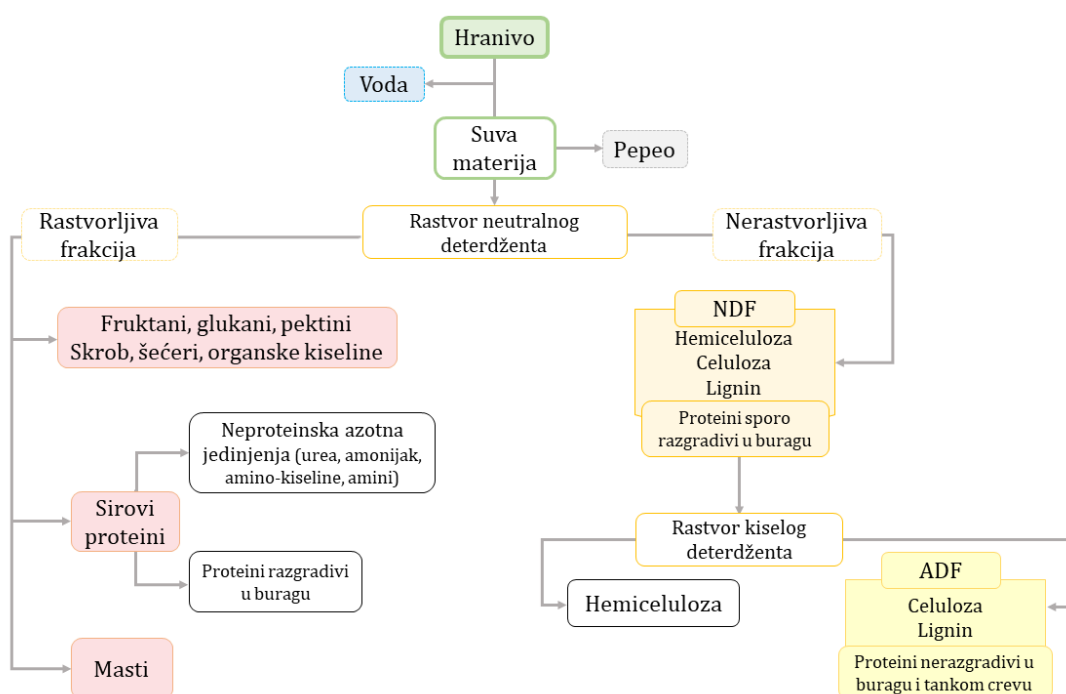 Hranivo
Voda
Suva
materija
Pepeo
Rastvorljiva
frakcija
Rastvor neutralnog
deterdženta
Nerastvorljiva
frakcija
Fruktani, glukani, pektini
Skrob, šećeri, organske kiseline
NDF
Hemiceluloza
Celuloza
Lignin
Proteini sporo
razgradivi u buragu
Neproteinska azotna
jedinjenja (urea, amonijak,
amino-kiseline, amini)
Sirovi
proteini
Proteini razgradivi
u buragu
Masti
Rastvor kiselog
deterdženta
Hemiceluloza
ADF
Celuloza
Lignin
Proteini nerazgradivi u
buragu i tankom crevu